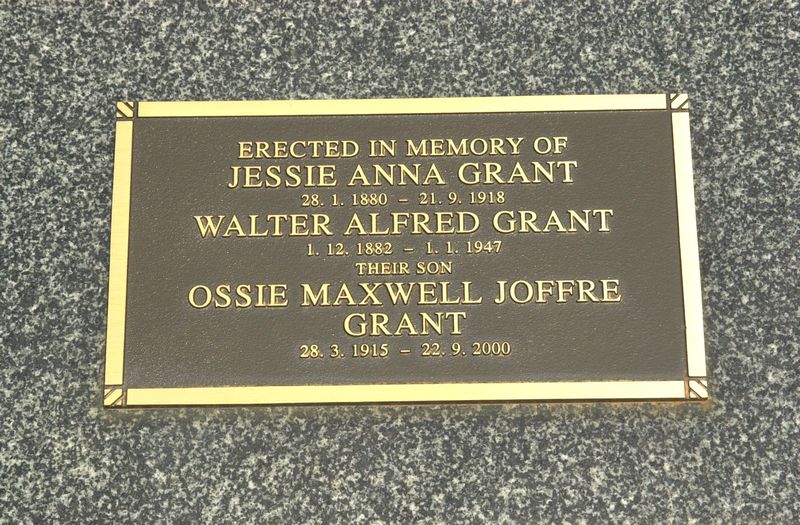 ERECTED IN MEMORY OF
JESSIE ANNA GRANT
28. 1. 1880 – 21. 9. 1918
WALTER ALFRED GRANT
1. 12. 1882 – 1. 1. 1947
THEIR SON
OSSIE MAXWELL JOFFRE
GRANT
28. 3. 1915 – 22. 9. 2000